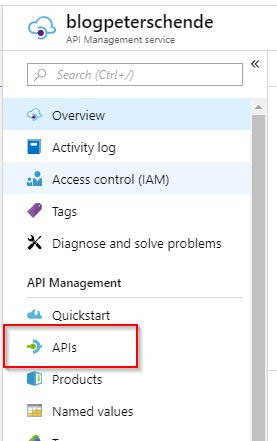 blogpeterschende
API Management service
Search (Ctrl+/)
«
Overview
Activity log
Access control (IAM)
Tags
Diagnose and solve problems
API Management
Quickstart
APIs
Products
Named values